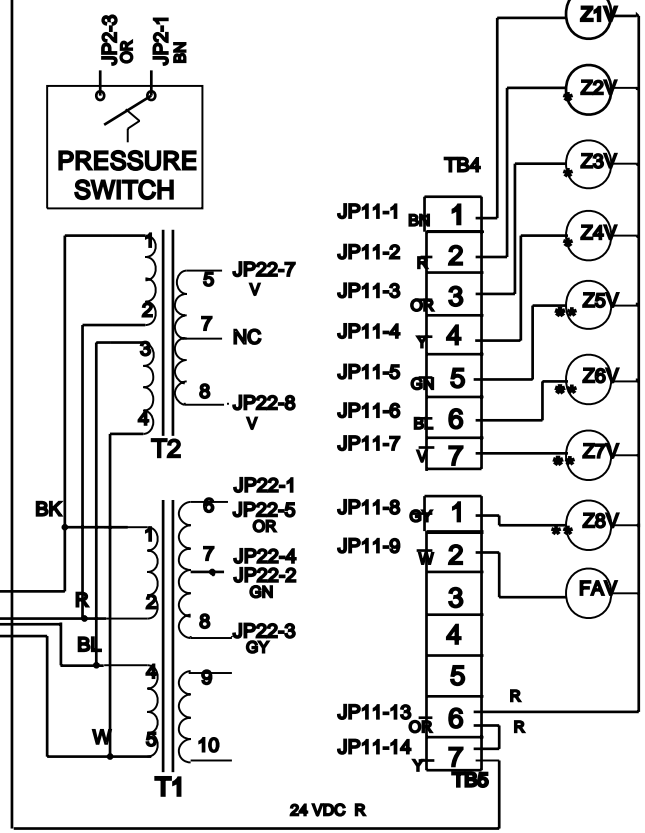 JP2-3
OR
JP2-1
BN
PRESSURE
SWITCH
1
2
3
4
5
7
8
JP22-7
V
NC
JP22-8
V
T2
BK
R
BL
W
1
2
4
5
6
7
8
9
10
JP22-1
JP22-5
OR
JP22-4
JP22-2
GN
JP22-3
GY
T1
TB4
JP11-1 BN 1
JP11-2 R 2
JP11-3 OR 3
JP11-4 Y 4
JP11-5 GN 5
JP11-6 BL 6
JP11-7 V 7
JP11-8 GY 1
JP11-9 W 2
3
4
5
JP11-13 OR 6
JP11-14 Y 7
TB5
R
R
Z1V
* Z2V
* Z3V
* Z4V
** Z5V
** Z6V
** Z7V
** Z8V
FAV
24 VDC R